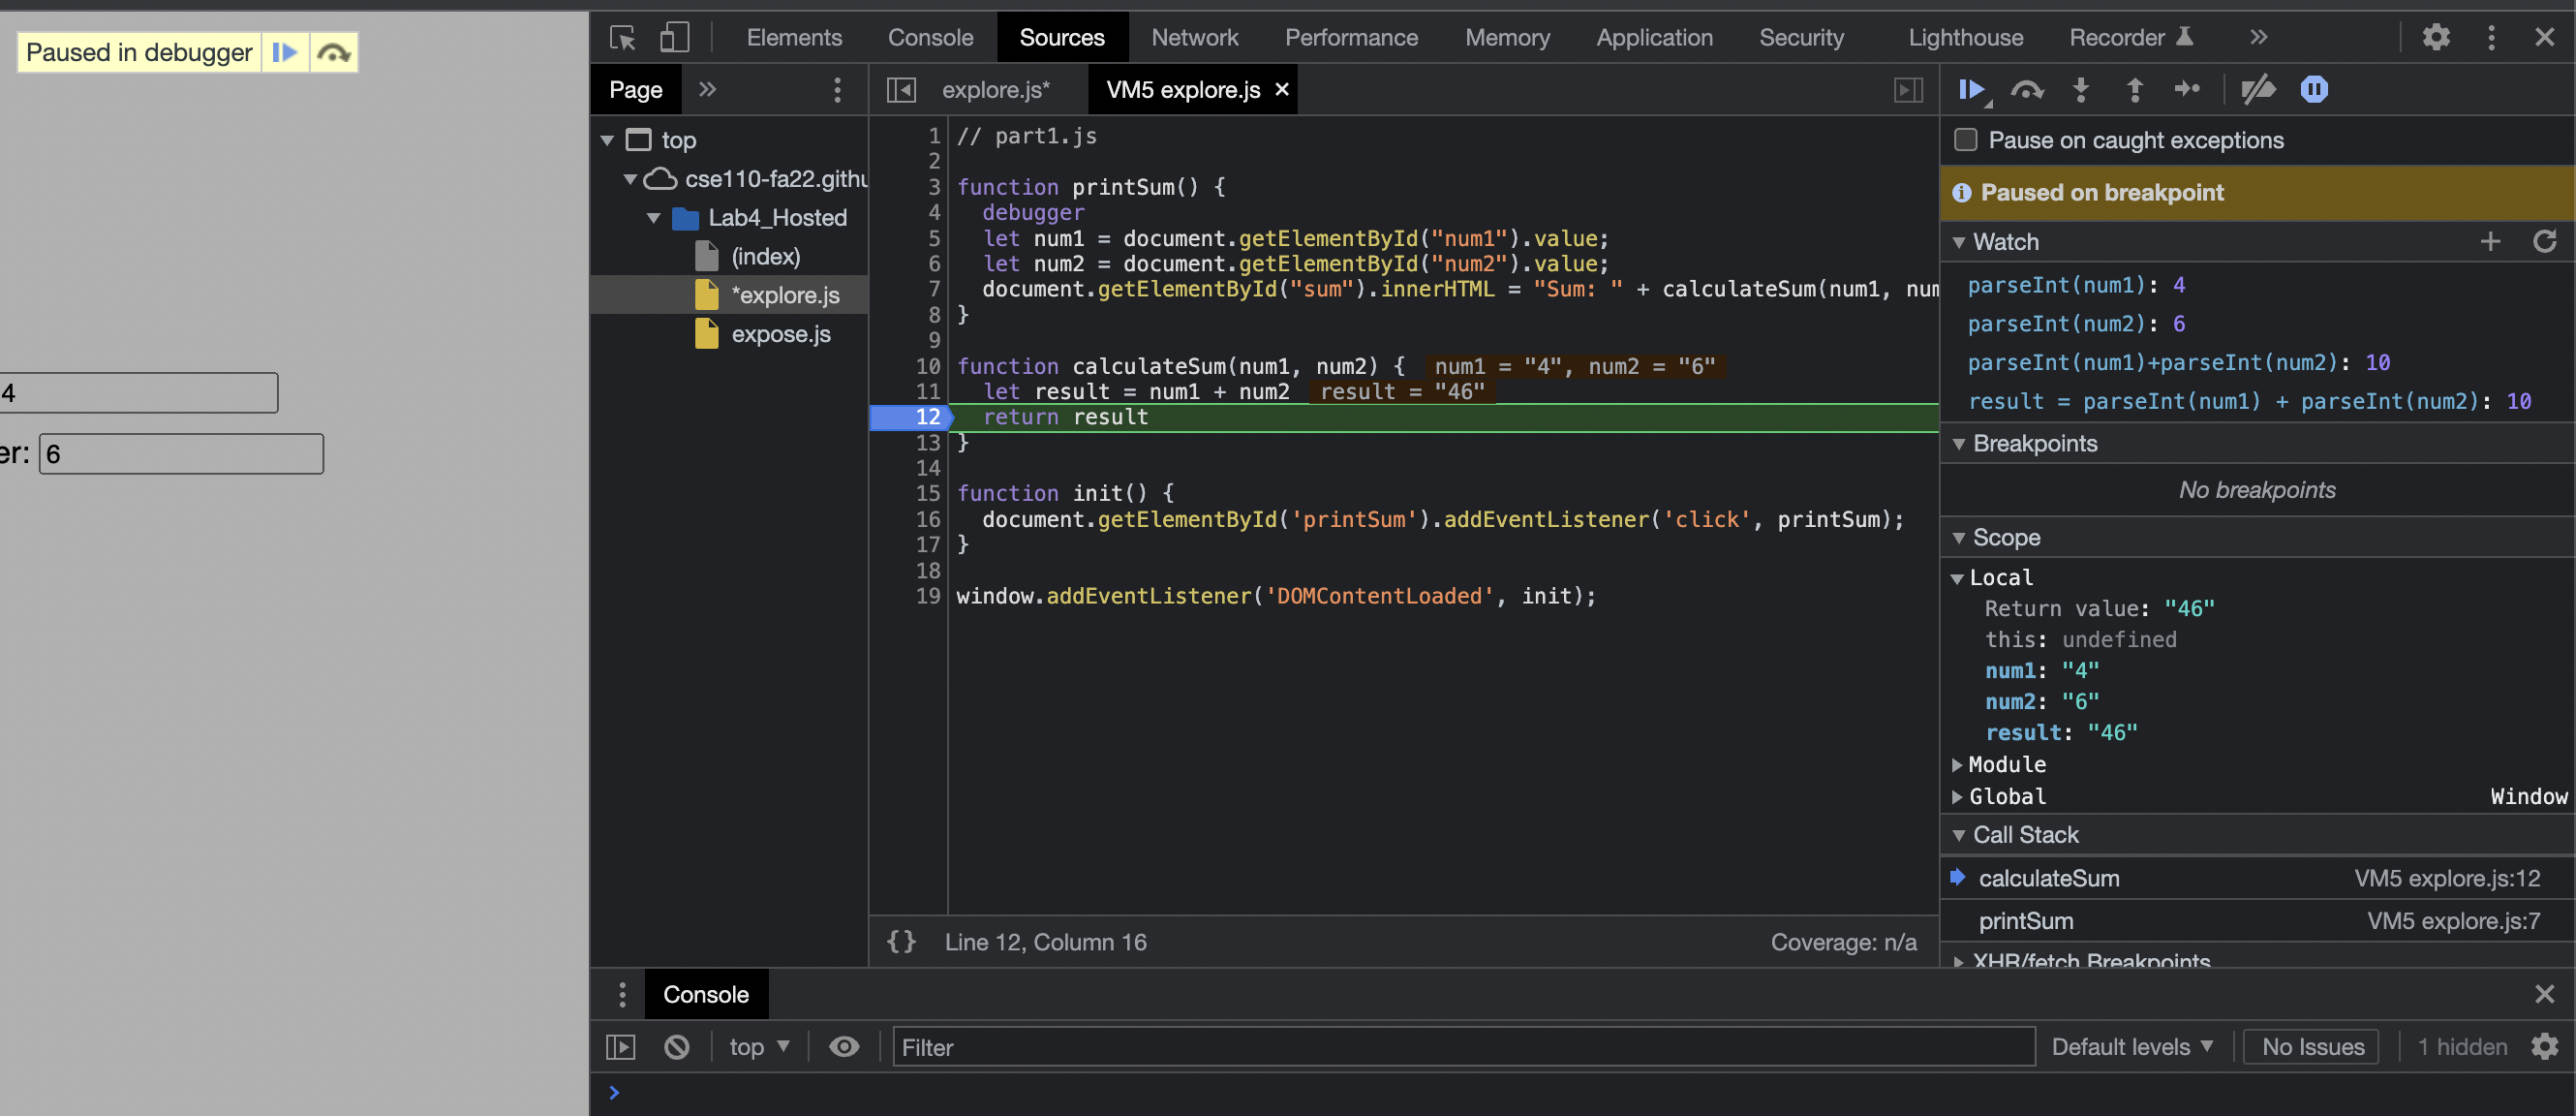 Paused in debugger
4
er: 6
Elements Console Sources Network Performance Memory Application Security Lighthouse Recorder
Page
explore.js* VM5 explore.js ×
top
cse110-fa22.githu
Lab4_Hosted
(index)
*explore.js
expose.js
1 // part1.js
2
3 function printSum() {
4 debugger
5 let num1 = document.getElementById("num1").value;
6 let num2 = document.getElementById("num2").value;
7 document.getElementById("sum").innerHTML = "Sum: " + calculateSum(num1, num
8 }
9
10 function calculateSum(num1, num2) { num1 = "4", num2 = "6"
11 let result = num1 + num2 result = "46"
12 return result
13 }
14
15 function init() {
16 document.getElementById('printSum').addEventListener('click', printSum);
17 }
18
19 window.addEventListener('DOMContentLoaded', init);
{} Line 12, Column 16 Coverage: n/a
Pause on caught exceptions
Paused on breakpoint
Watch
parseInt(num1): 4
parseInt(num2): 6
parseInt(num1)+parseInt(num2): 10
result = parseInt(num1) + parseInt(num2): 10
Breakpoints
No breakpoints
Scope
Local
Return value: "46"
this: undefined
num1: "4"
num2: "6"
result: "46"
Module
Global Window
Call Stack
calculateSum VM5 explore.js:12
printSum VM5 explore.js:7
XHR/fetch Breakpoints
Console
top Filter Default levels No Issues 1 hidden